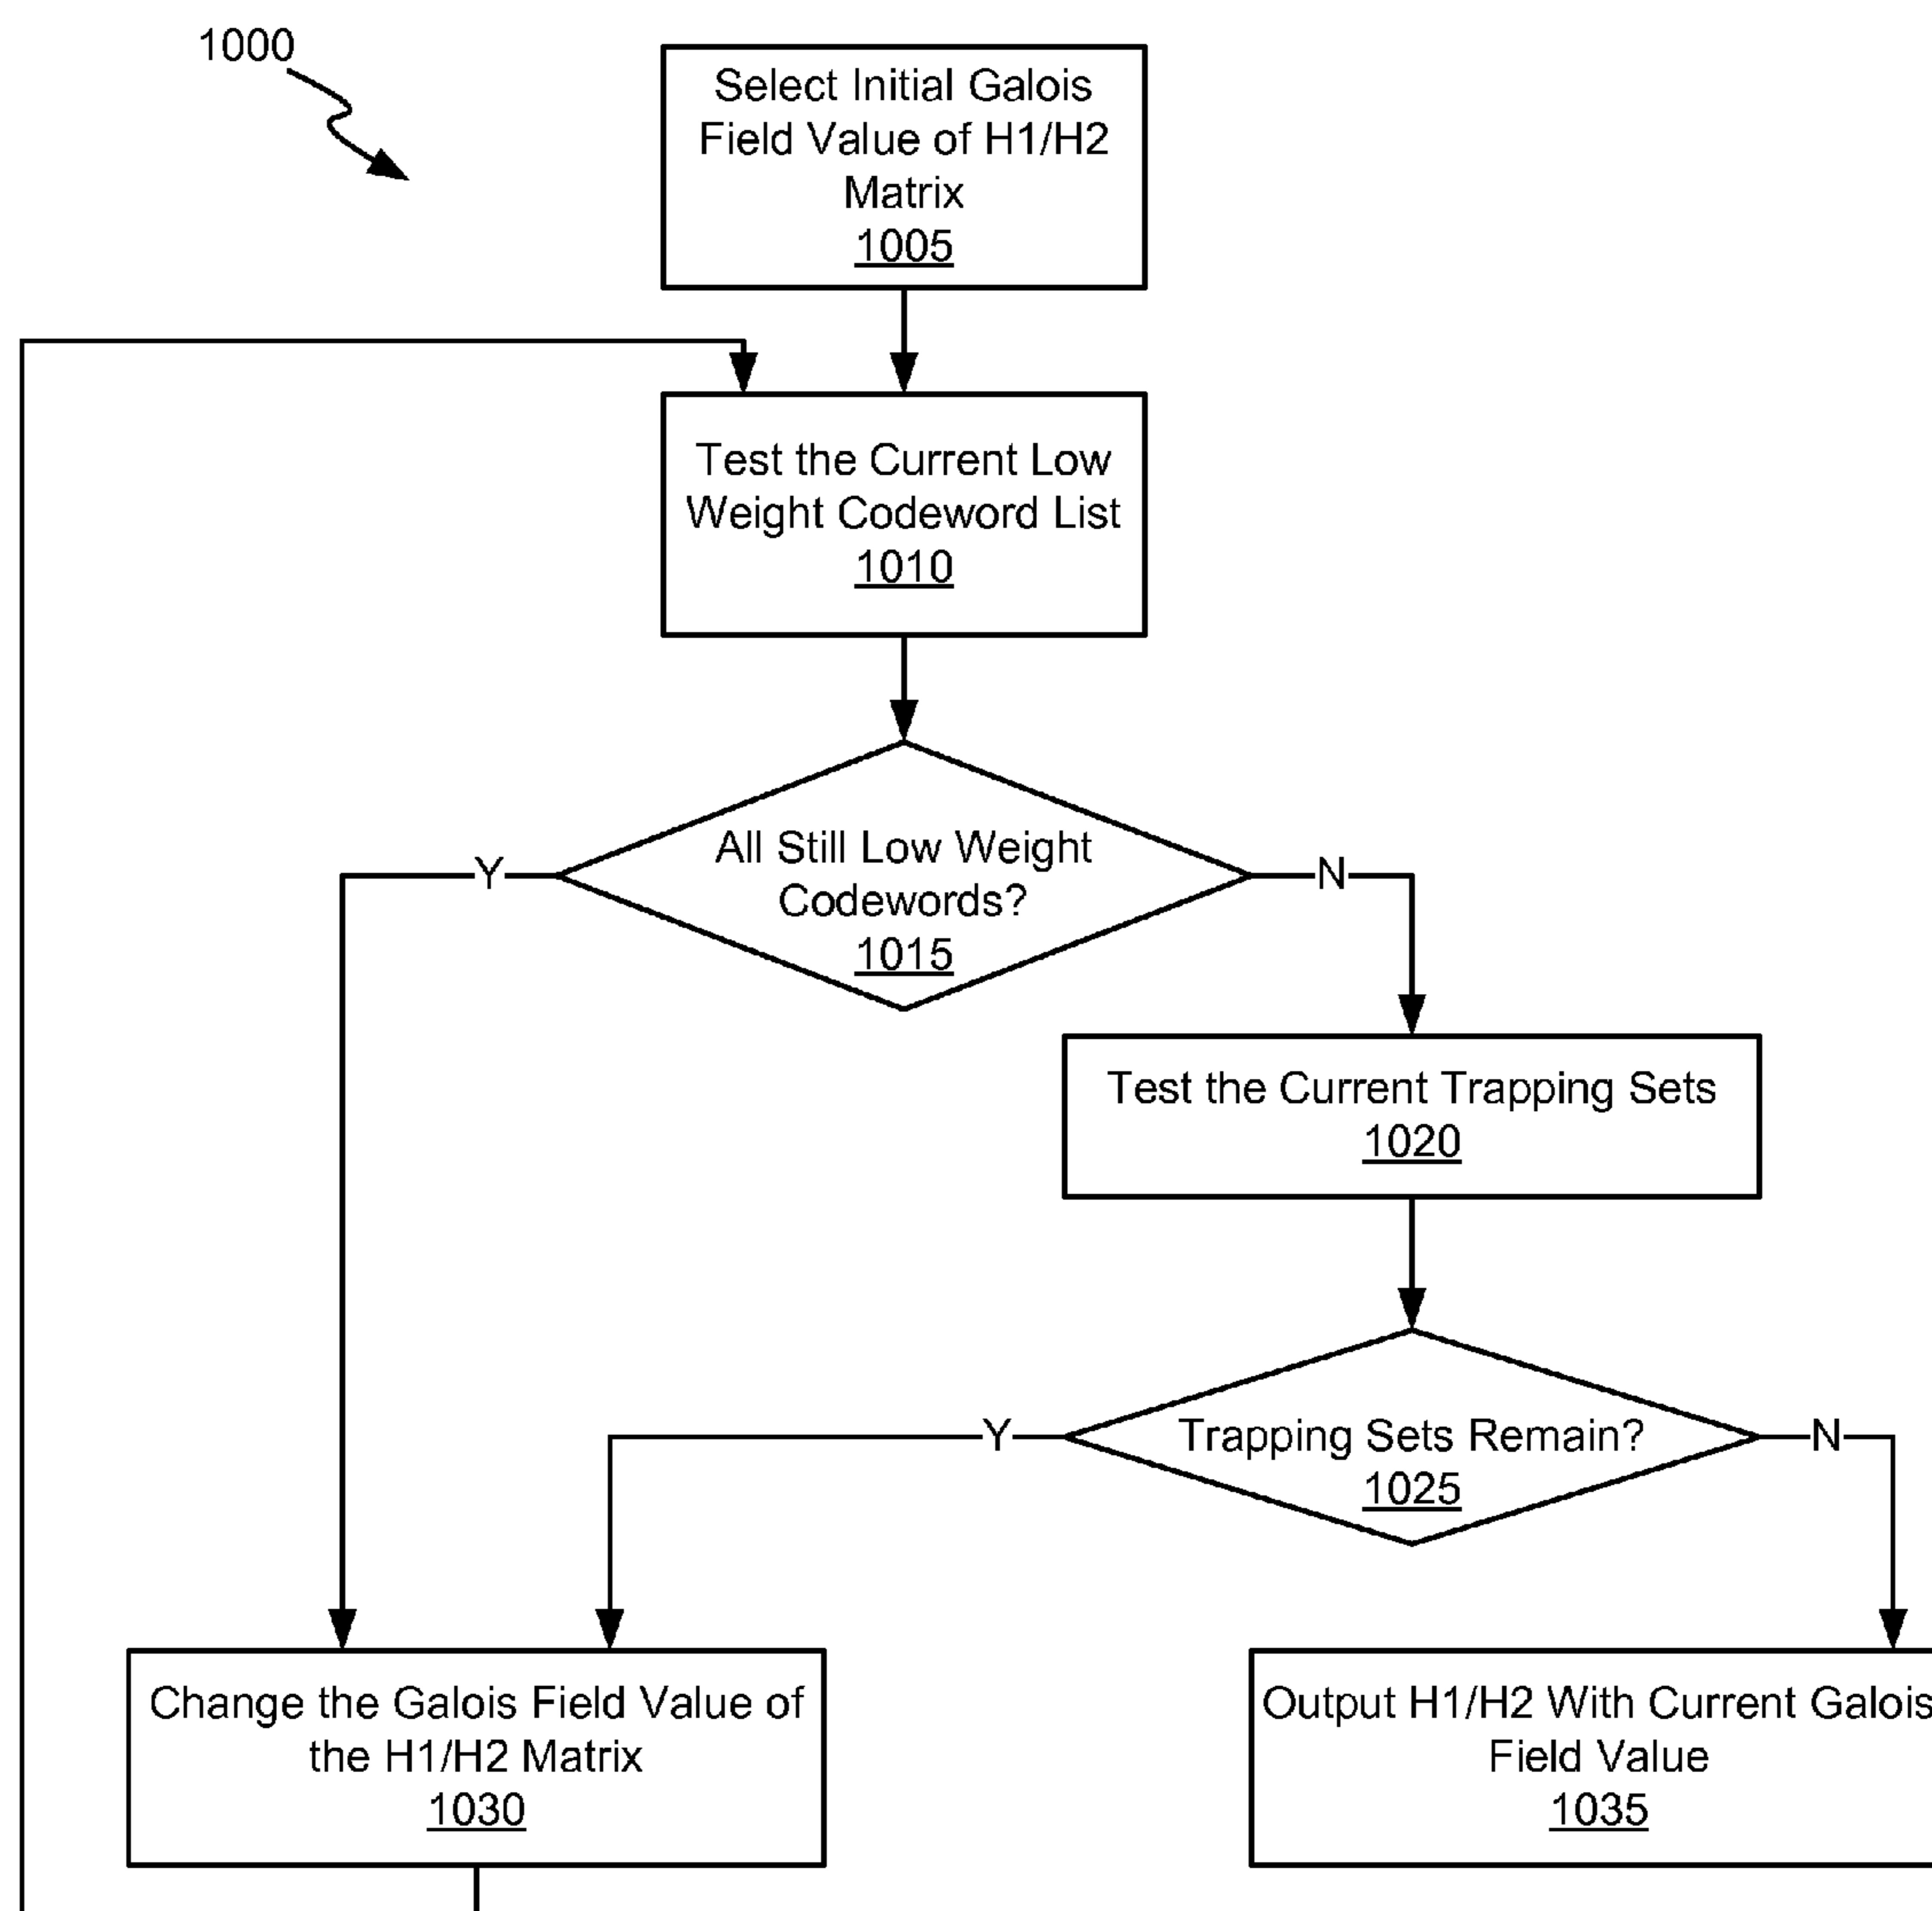 1000
Select Initial Galois
Field Value of H1/H2
Matrix
1005
Test the Current Low
Weight Codeword List
1010
All Still Low Weight
Codewords?
1015
Y
N
Test the Current Trapping Sets
1020
Trapping Sets Remain?
1025
Y
N
Change the Galois Field Value of
the H1/H2 Matrix
1030
Output H1/H2 With Current Galois
Field Value
1035